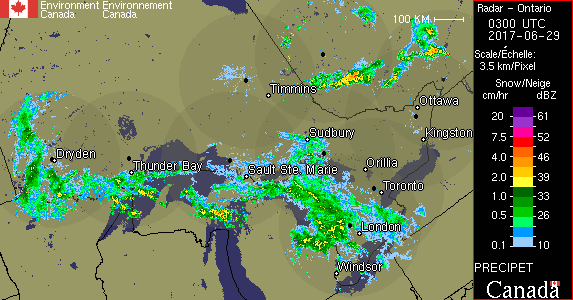 Environment Environnement
Canada Canada
100 KM
Timmins
Ottawa
Sudbury
Kingston
Dryden
Thunder Bay
Sault Ste. Marie
Orillia
Toronto
London
Windsor
Radar - Ontario
0300 UTC
2017-06-29
Scale/Échelle:
3.5 km/Pixel
Snow/Neige
cm/hr dBZ
20 61
7.5 52
4.0 46
2.0 39
1.0 33
0.5 26
0.1 10
PRECIPET
Canada